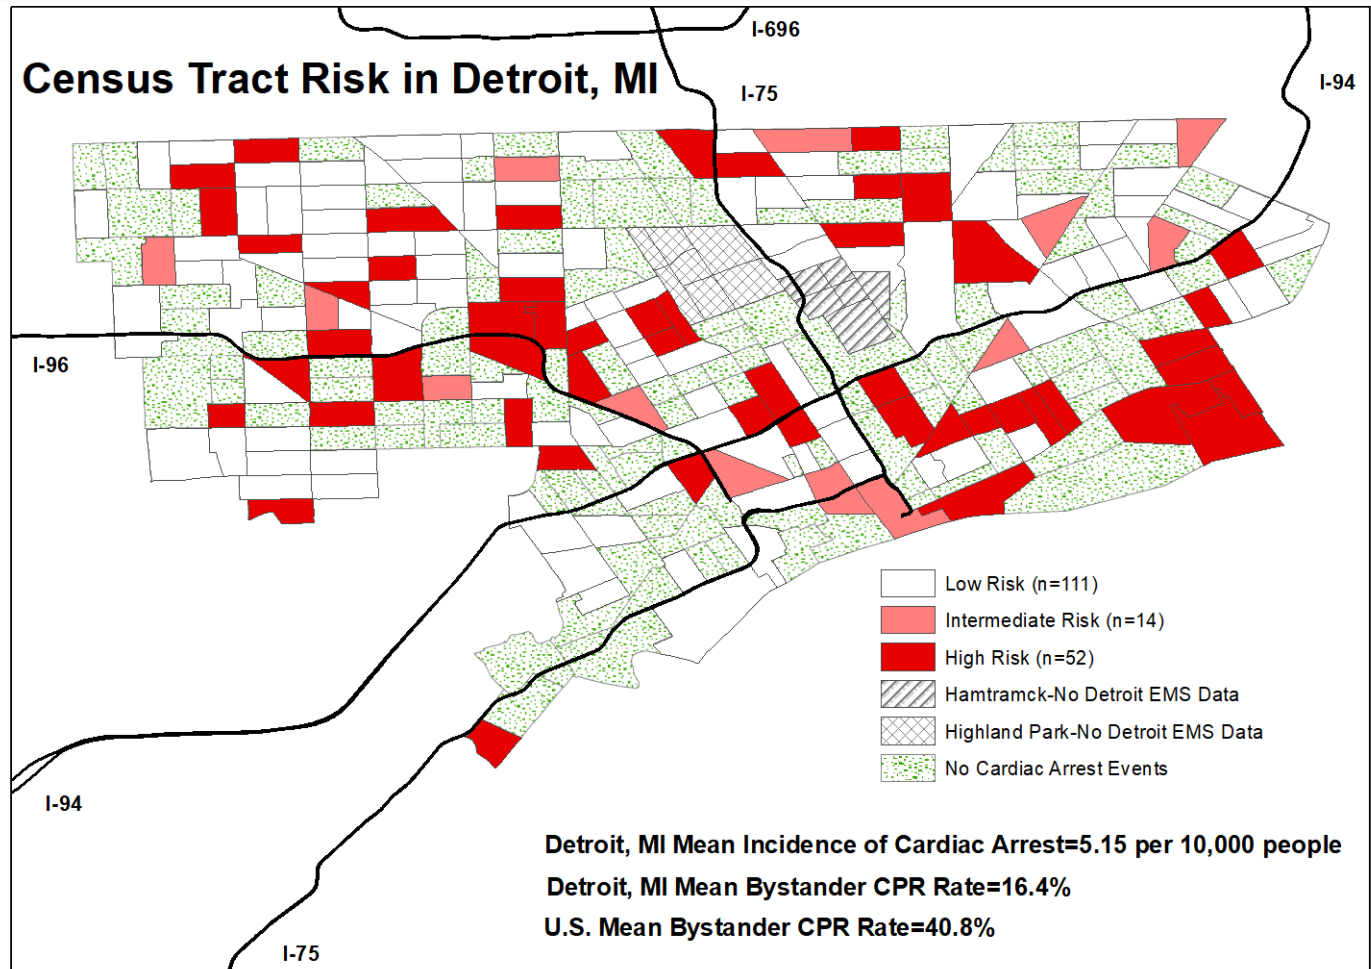 I-696
Census Tract Risk in Detroit, MI
I-75
I-94
I-96
Low Risk (n=111)
Intermediate Risk (n=14)
High Risk (n=52)
Hamtramck-No Detroit EMS Data
Highland Park-No Detroit EMS Data
No Cardiac Arrest Events
I-94
Detroit, MI Mean Incidence of Cardiac Arrest=5.15 per 10,000 people
Detroit, MI Mean Bystander CPR Rate=16.4%
U.S. Mean Bystander CPR Rate=40.8%
I-75